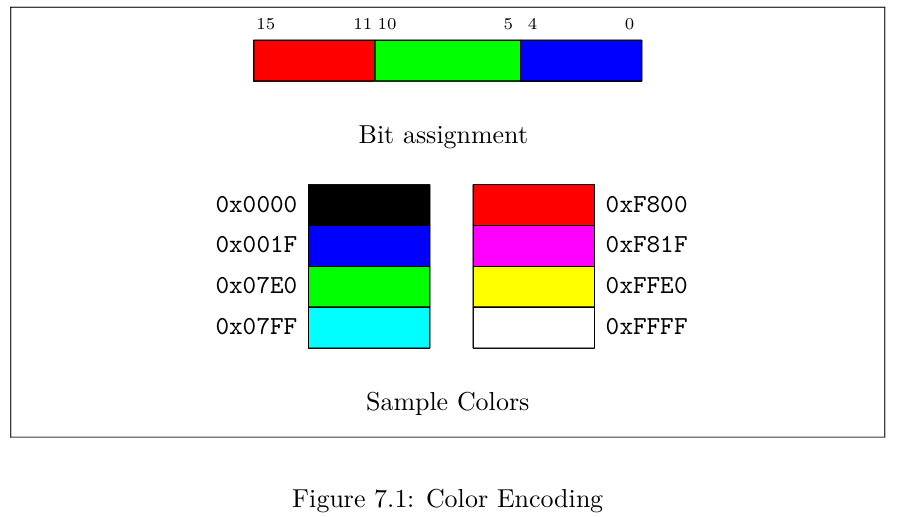 15 11 10 5 4 0
Bit assignment
0x0000 0xF800
0x001F 0xF81F
0x07E0 0xFFE0
0x07FF 0xFFFF
Sample Colors
Figure 7.1: Color Encoding